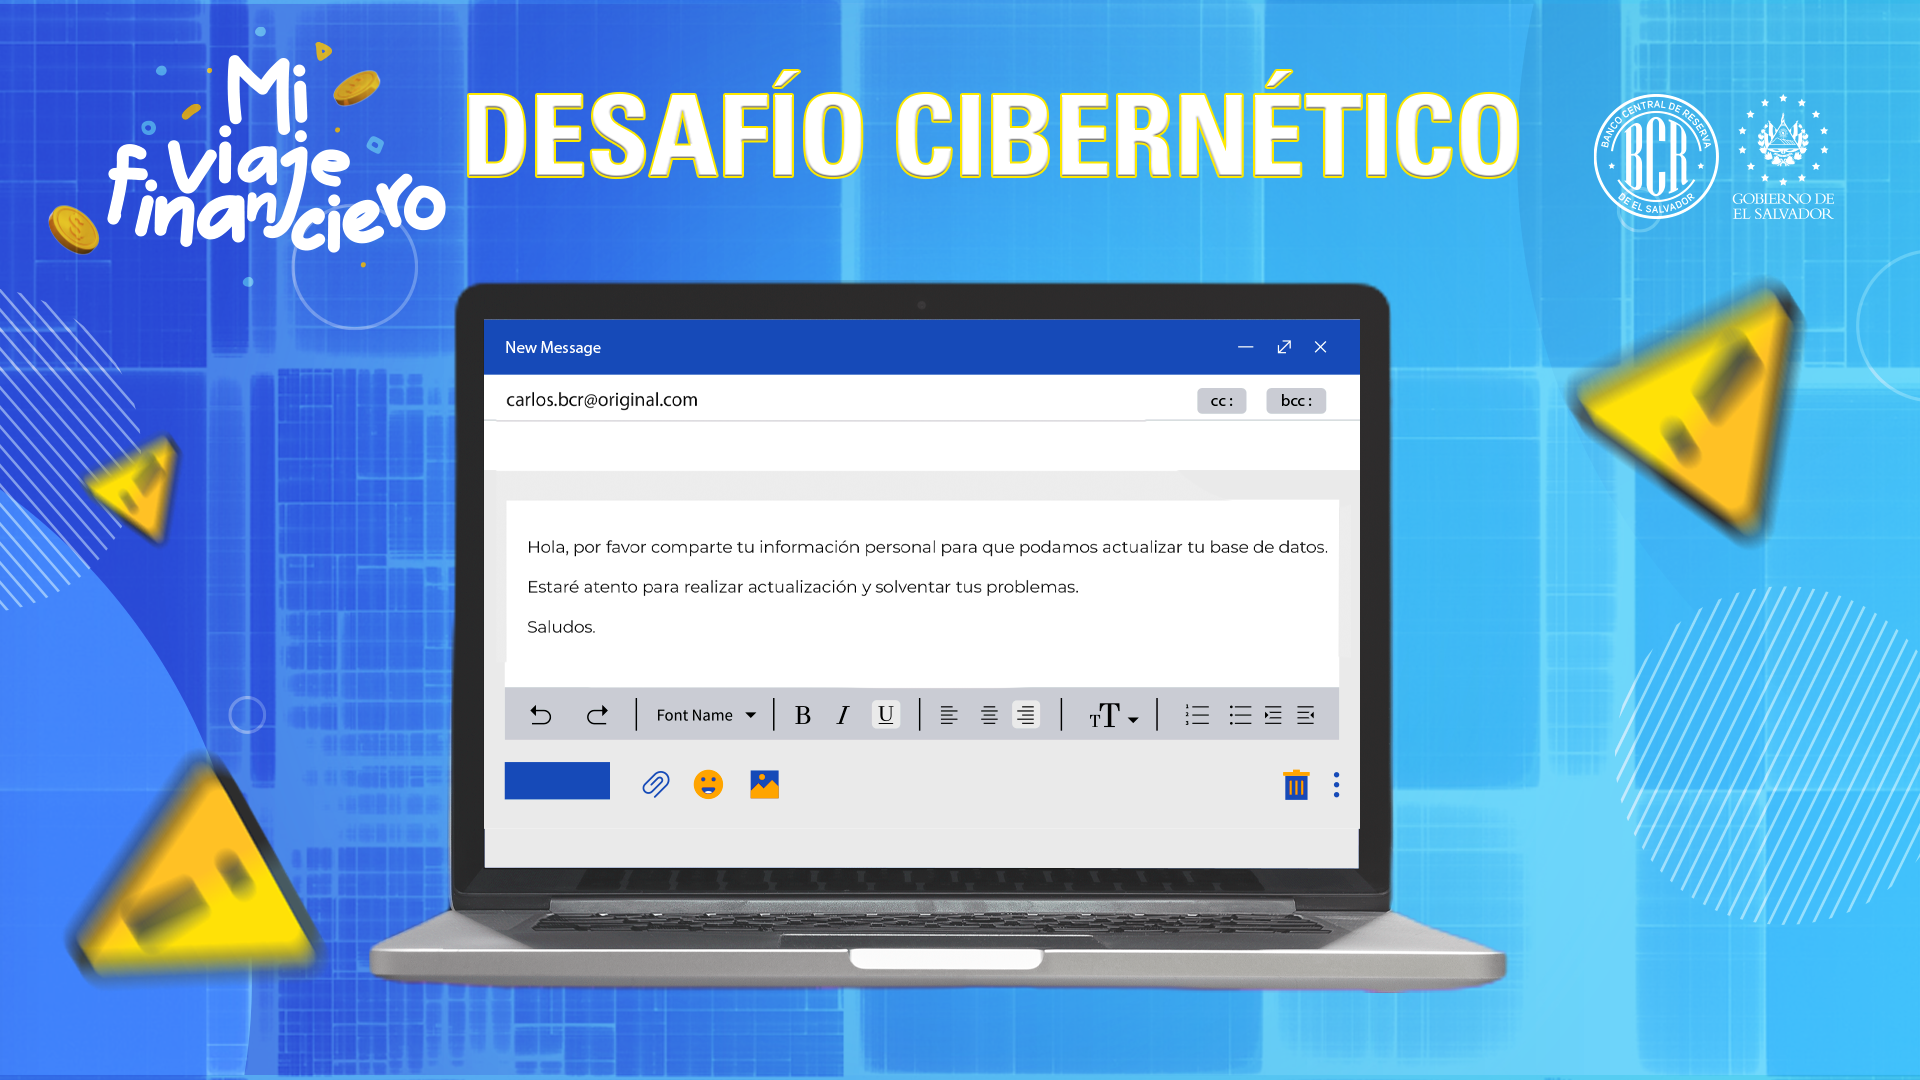 Mi
viaje
financiero
DESAFÍO CIBERNÉTICO
BANCO CENTRAL DE RESERVA
BCR
DE EL SALVADOR
GOBIERNO DE
EL SALVADOR
New Message
carlos.bcr@original.com
cc :
bcc :
Hola, por favor comparte tu información personal para que podamos actualizar tu base de datos.
Estaré atento para realizar actualización y solventar tus problemas.
Saludos.
Font Name
B I U
TT